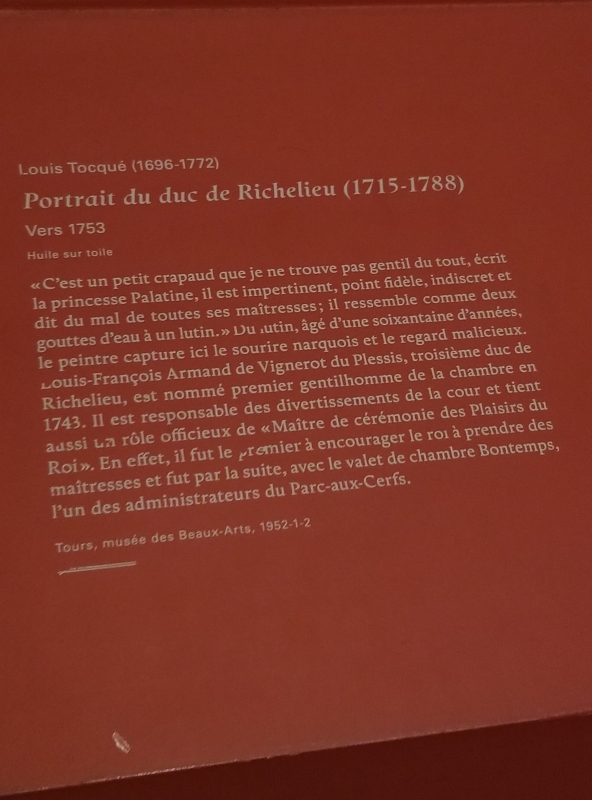 Louis Tocqué (1696-1772)
Portrait du duc de Richelieu (1715-1788)
Vers 1753
Huile sur toile
«C'est un petit crapaud que je ne trouve pas gentil du tout, écrit
la princesse Palatine, il est impertinent, point fidèle, indiscret et
dit du mal de toutes ses maîtresses; il ressemble comme deux
gouttes d'eau à un lutin.» Du lutin, âgé d'une soixantaine d'années,
le peintre capture ici le sourire narquois et le regard malicieux.
Louis-François Armand de Vignerot du Plessis, troisième duc de
Richelieu, est nommé premier gentilhomme de la chambre en
1743. Il est responsable des divertissements de la cour et tient
aussi un rôle officieux de «Maître de cérémonie des Plaisirs du
Roi». En effet, il fut le premier à encourager le roi à prendre des
maîtresses et fut par la suite, avec le valet de chambre Bontemps,
l'un des administrateurs du Parc-aux-Cerfs.
Tours, musée des Beaux-Arts, 1952-1-2